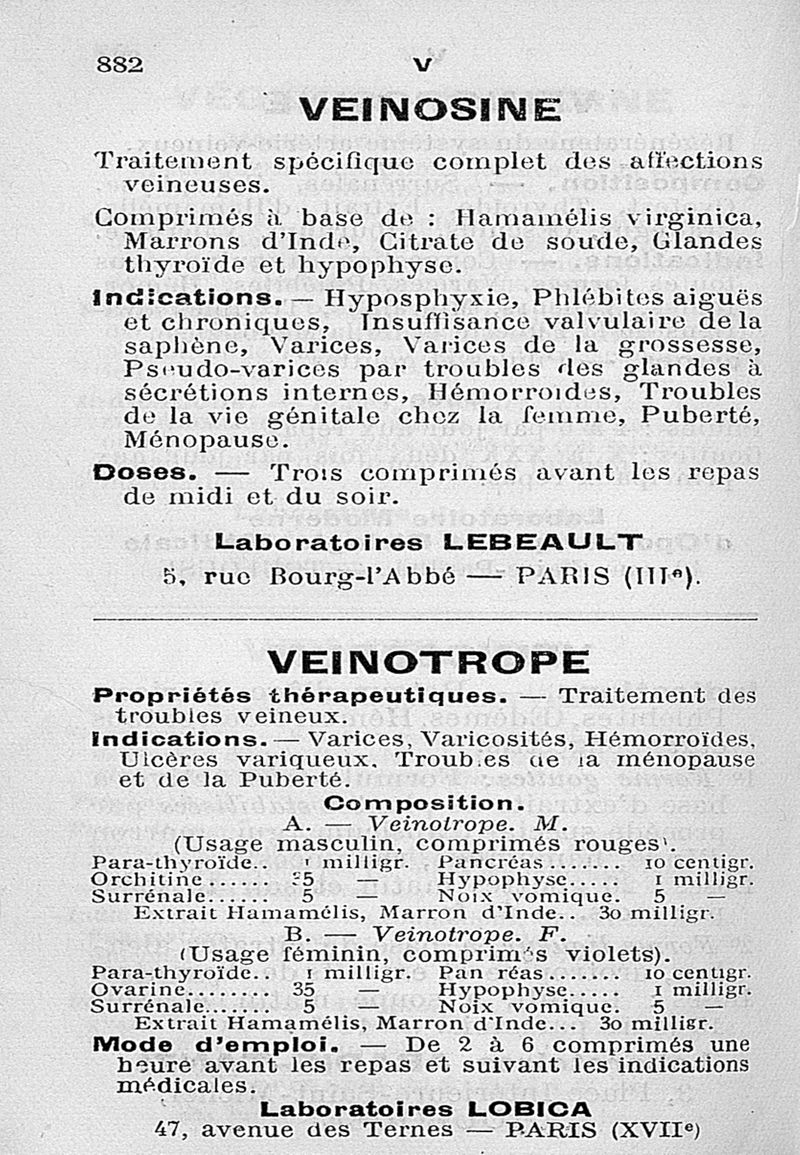 882
V
VEINOSINE
Traitement spécifique complet des affections
veineuses.
Comprimés à base de : Hamamélis virginica,
Marrons d'Inde, Citrate de soude, Glandes
thyroïde et hypophyse.
Indications. — Hyposphyxie, Phlébites aiguës
et chroniques, Insuffisance valvulaire de la
saphène, Varices, Varices de la grossesse,
Pseudo-varices par troubles des glandes à
sécrétions internes, Hémorroides, Troubles
de la vie génitale chez la femme, Puberté,
Ménopause.
Doses. — Trois comprimés avant les repas
de midi et du soir.
Laboratoires LEBEAULT
5, rue Bourg-l'Abbé — PARIS (IIIe).
VEINOTROPE
Propriétés thérapeutiques. — Traitement des
troubles veineux.
Indications. — Varices, Varicosités, Hémorroïdes,
Ulcères variqueux. Troubles de la ménopause
et de la Puberté.
Composition.
A. — Veinotrope. M.
(Usage masculin, comprimés rouges).
Para-thyroïde.. 1 milligr. Pancréas....... 10 centigr.
Orchitine....... 35 — Hypophyse..... 1 milligr.
Surrénale...... 5 — Noix vomique. 5 —
Extrait Hamamélis, Marron d'Inde... 30 milligr.
B. — Veinotrope. F.
(Usage féminin, comprimés violets).
Para-thyroïde. . 1 milligr. Pancréas ....... 10 centigr.
Ovarine......... 35 — Hypophyse..... 1 milligr.
Surrénale....... 5 — Noix vomique. 5 —
Extrait Hamamélis, Marron d'Inde... 30 milligr.
Mode d'emploi. — De 2 à 6 comprimés une
heure avant les repas et suivant les indications
médicales.
Laboratoires LOBICA
47, avenue des Ternes — PARIS (XVIIe)